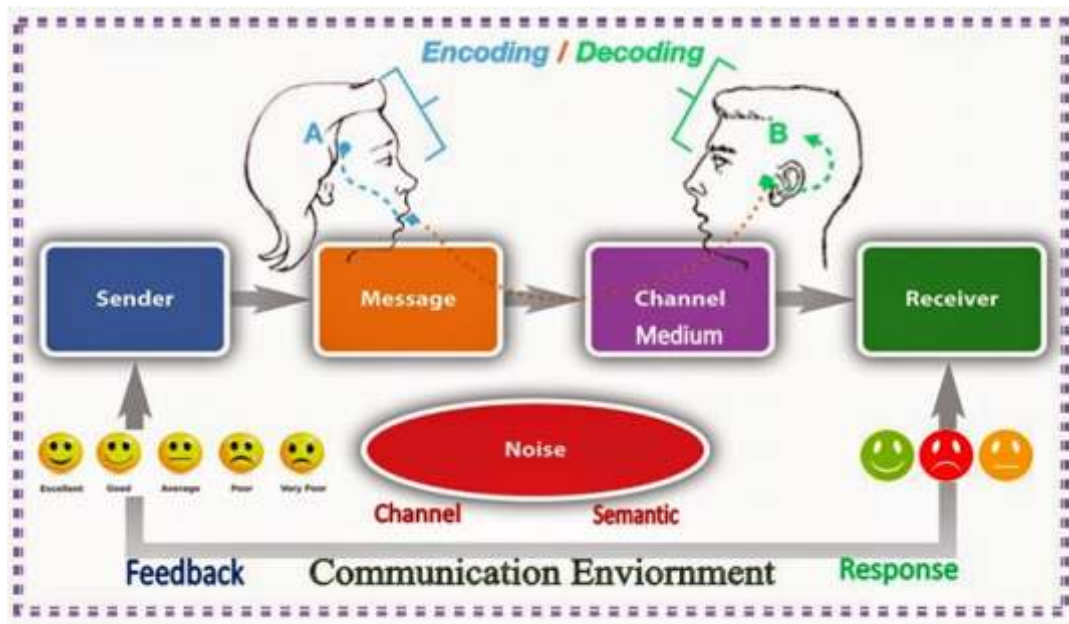 Encoding / Decoding
A
B
Sender
Message
Channel
Medium
Receiver
Noise
Excellent
Good
Average
Poor
Very Poor
Channel
Semantic
Feedback
Communication Enviornment
Response